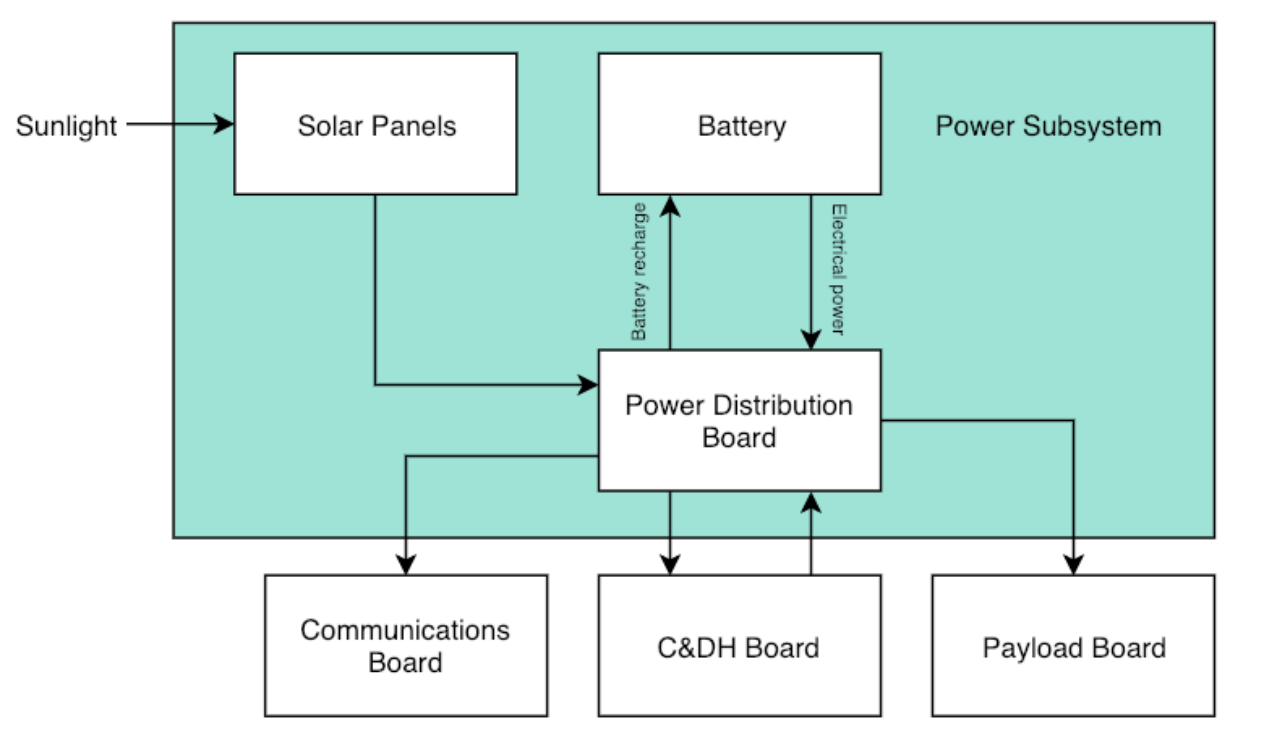 Sunlight
Solar Panels
Battery
Power Subsystem
Battery recharge
Electrical power
Power Distribution
Board
Communications
Board
C&DH Board
Payload Board